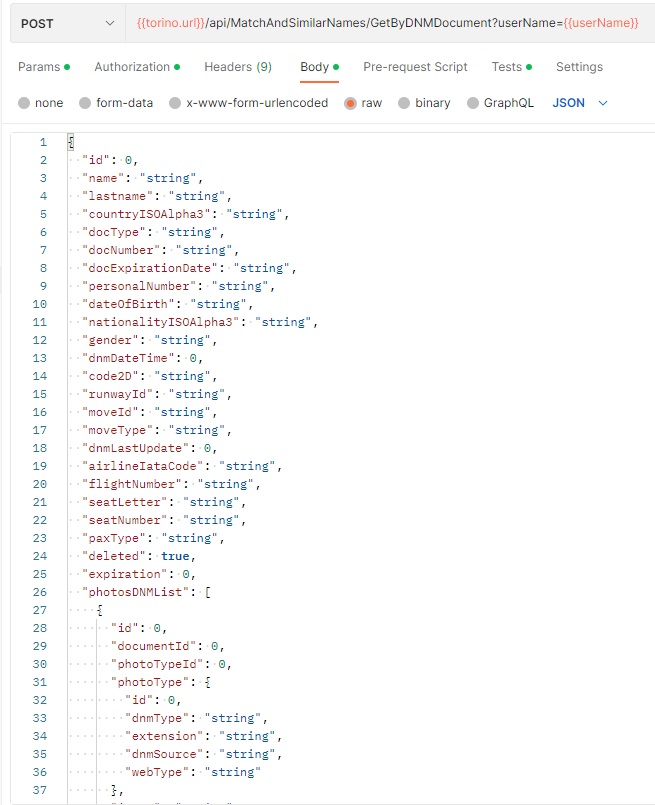 POST {{torino.url}}/api/MatchAndSimilarNames/GetByDNMDocument?userName={{userName}}
Params Authorization Headers (9) Body Pre-request Script Tests Settings
none form-data x-www-form-urlencoded raw binary GraphQL JSON
1 {
2 "id": 0,
3 "name": "string",
4 "lastname": "string",
5 "countryISOAlpha3": "string",
6 "docType": "string",
7 "docNumber": "string",
8 "docExpirationDate": "string",
9 "personalNumber": "string",
10 "dateOfBirth": "string",
11 "nationalityISOAlpha3": "string",
12 "gender": "string",
13 "dnmDateTime": 0,
14 "code2D": "string",
15 "runwayId": "string",
16 "moveId": "string",
17 "moveType": "string",
18 "dnmLastUpdate": 0,
19 "airlineIataCode": "string",
20 "flightNumber": "string",
21 "seatLetter": "string",
22 "seatNumber": "string",
23 "paxType": "string",
24 "deleted": true,
25 "expiration": 0,
26 "photosDNMList": [
27 {
28 "id": 0,
29 "documentId": 0,
30 "photoTypeId": 0,
31 "photoType": {
32 "id": 0,
33 "dnmType": "string",
34 "extension": "string",
35 "dnmSource": "string",
36 "webType": "string"
37 },